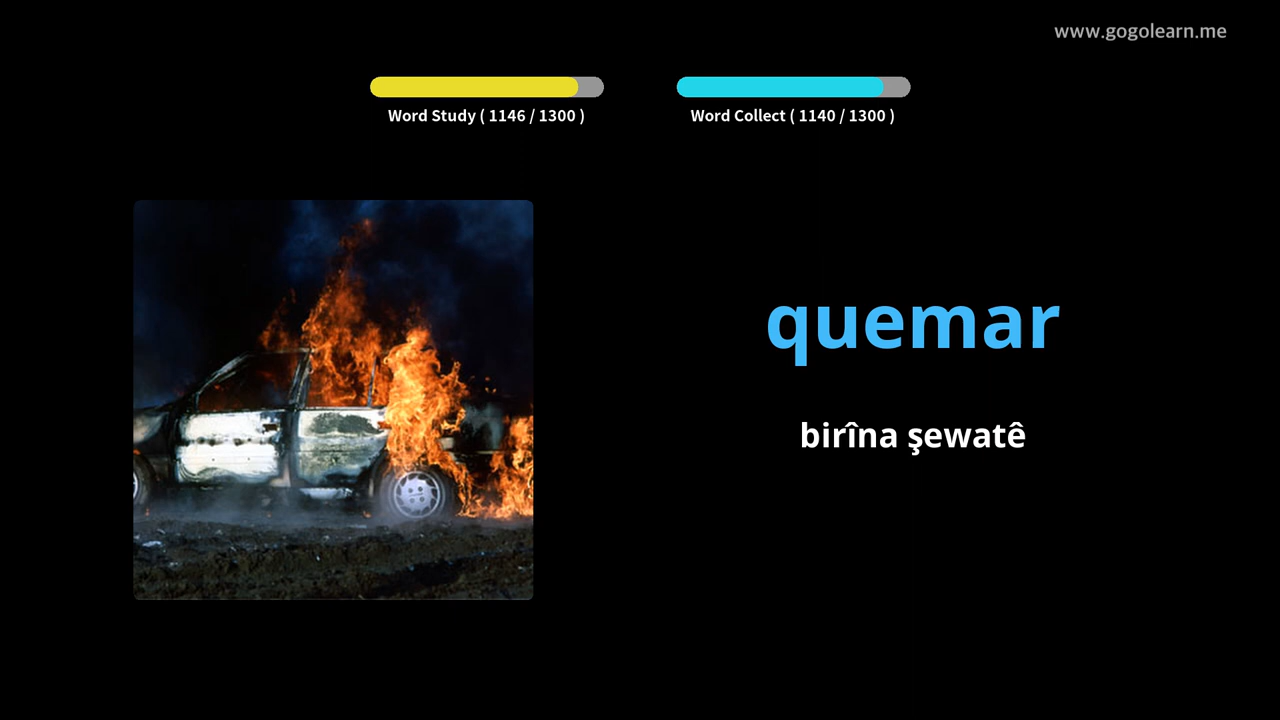 www.gogolearn.me
Word Study ( 1146 / 1300 )
Word Collect ( 1140 / 1300 )
quemar
birîna şewatê